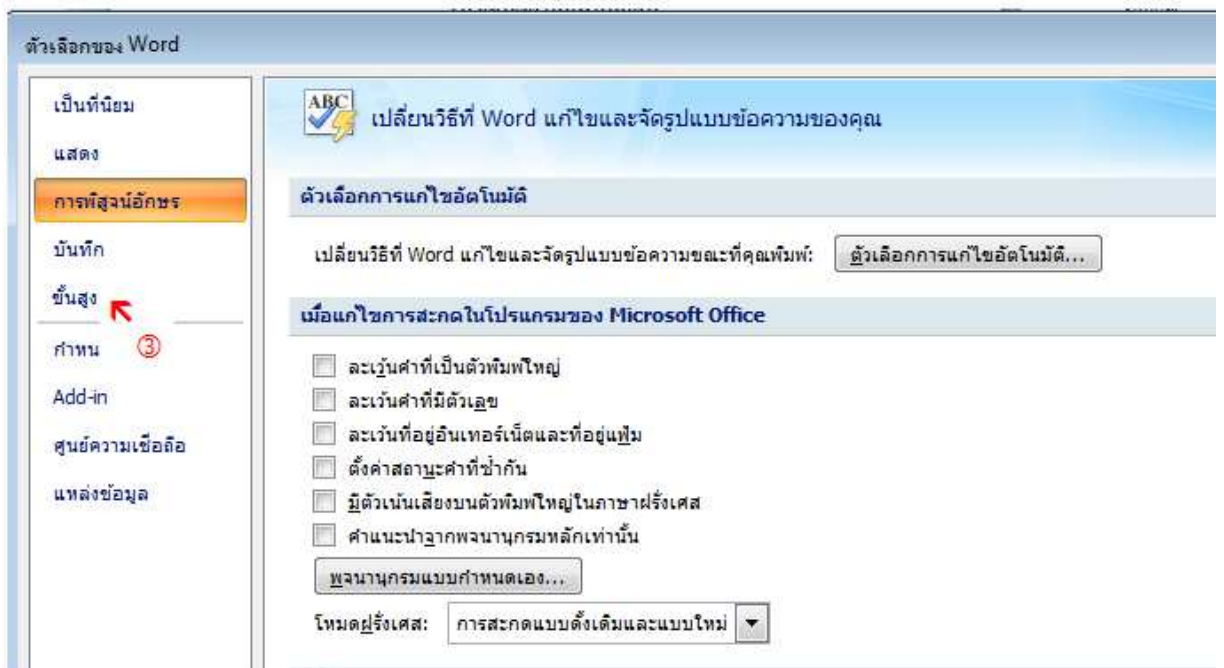 ตัวเลือกของ Word
เป็นที่นิยม
แสดง
การพิสูจน์อักษร
บันทึก
ขั้นสูง
③
กำหน
Add-in
ศูนย์ความเชื่อถือ
แหล่งข้อมูล
ABC
เปลี่ยนวิธีที่ Word แก้ไขและจัดรูปแบบข้อความของคุณ
ตัวเลือกการแก้ไขอัตโนมัติ
เปลี่ยนวิธีที่ Word แก้ไขและจัดรูปแบบข้อความขณะที่คุณพิมพ์: ตัวเลือกการแก้ไขอัตโนมัติ...
เมื่อแก้ไขการสะกดในโปรแกรมของ Microsoft Office
ละเว้นคำที่เป็นตัวพิมพ์ใหญ่
ละเว้นคำที่มีตัวเลข
ละเว้นที่อยู่อินเทอร์เน็ตและที่อยู่แฟ้ม
ตั้งค่าสถานะคำที่ซ้ำกัน
มีตัวเน้นเสียงบนตัวพิมพ์ใหญ่ในภาษาฝรั่งเศส
คำแนะนำจากพจนานุกรมหลักเท่านั้น
พจนานุกรมแบบกำหนดเอง...
โหมดฝรั่งเศส: การสะกดแบบดั้งเดิมและแบบใหม่